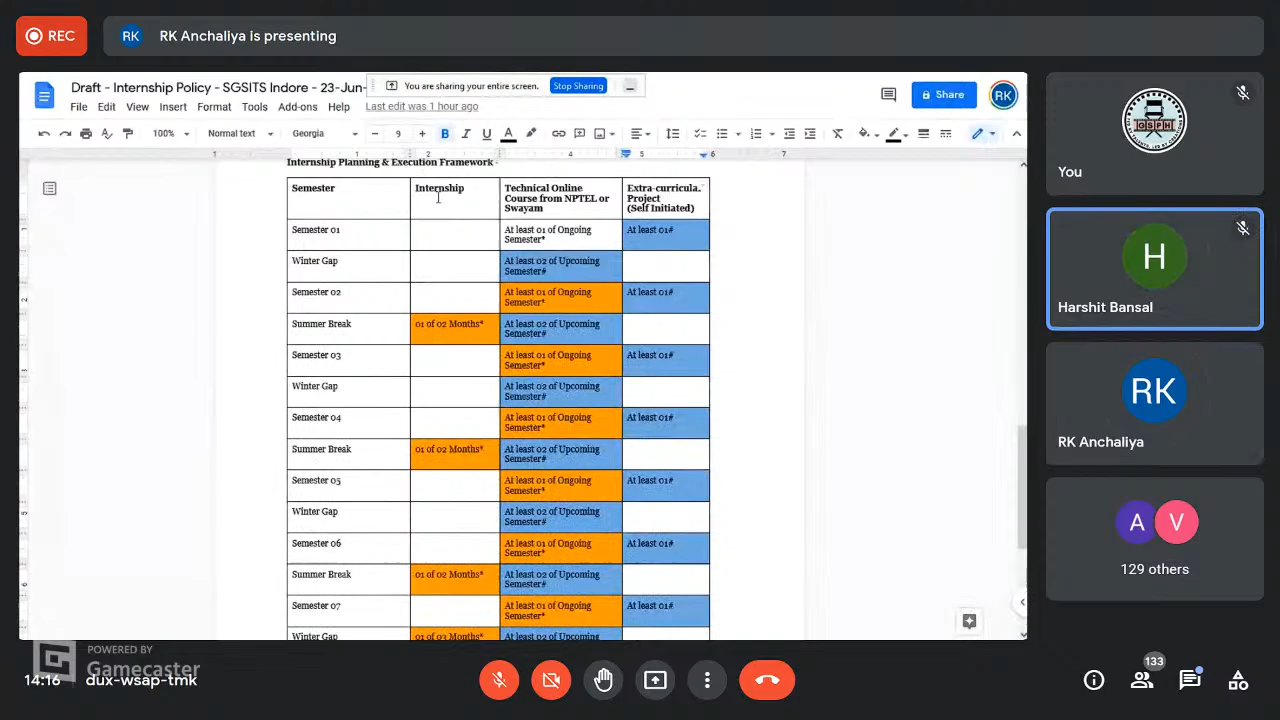 REC
RK
RK Anchaliya is presenting
Draft - Internship Policy - SGSITS Indore - 23-Jun-
You are sharing your entire screen.
Stop Sharing
File Edit View Insert Format Tools Add-ons Help
Last edit was 1 hour ago
Share
RK
100%
Normal text
Georgia
9
B I U A
1 2 4 5 6 7
Internship Planning & Execution Framework -
Semester
Internship
Technical Online
Course from NPTEL or
Swayam
Extra-curricula.
Project
(Self Initiated)
Semester 01
At least 01 of Ongoing
Semester*
At least 01#
Winter Gap
At least 02 of Upcoming
Semester#
Semester 02
At least 01 of Ongoing
Semester*
At least 01#
Summer Break
01 of 02 Months*
At least 02 of Upcoming
Semester#
Semester 03
At least 01 of Ongoing
Semester*
At least 01#
Winter Gap
At least 02 of Upcoming
Semester#
Semester 04
At least 01 of Ongoing
Semester*
At least 01#
Summer Break
01 of 02 Months*
At least 02 of Upcoming
Semester#
Semester 05
At least 01 of Ongoing
Semester*
At least 01#
Winter Gap
At least 02 of Upcoming
Semester#
Semester 06
At least 01 of Ongoing
Semester*
At least 01#
Summer Break
01 of 02 Months*
At least 02 of Upcoming
Semester#
Semester 07
At least 01 of Ongoing
Semester*
At least 01#
Winter Gap
01 of 03 Months*
At least 02 of Upcoming
You
H
Harshit Bansal
RK
RK Anchaliya
A V
129 others
POWERED BY
Gamecaster
14:16
dux-wsap-tmk
133